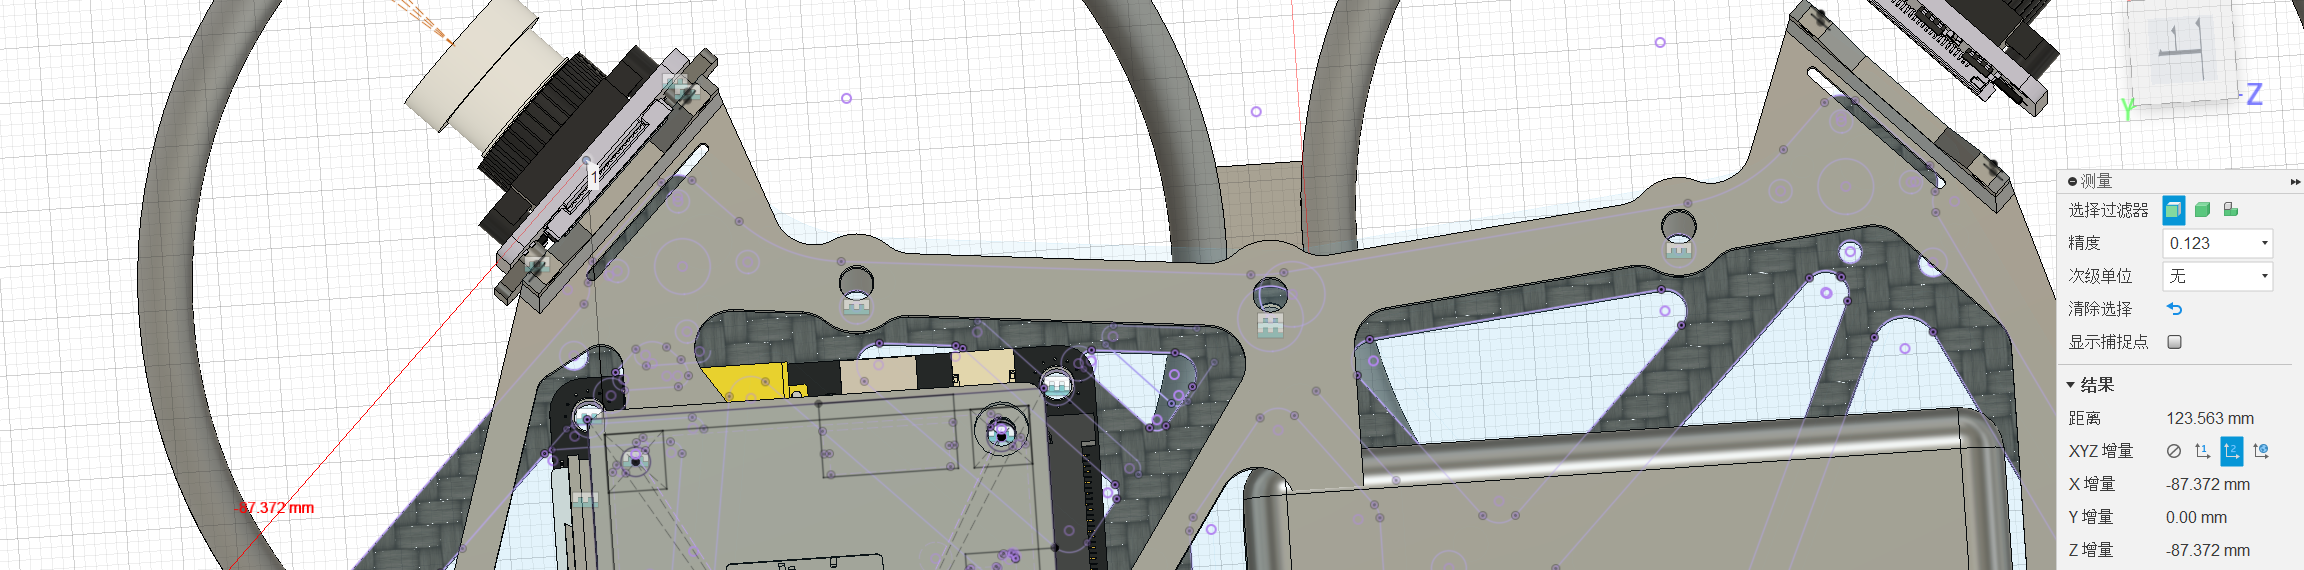 上
Z
Y
1
测量
选择过滤器
精度 0.123
次级单位 无
清除选择
显示捕捉点
结果
距离 123.563 mm
XYZ 增量
X 增量 -87.372 mm
-87.372 mm
Y 增量 0.00 mm
Z 增量 -87.372 mm